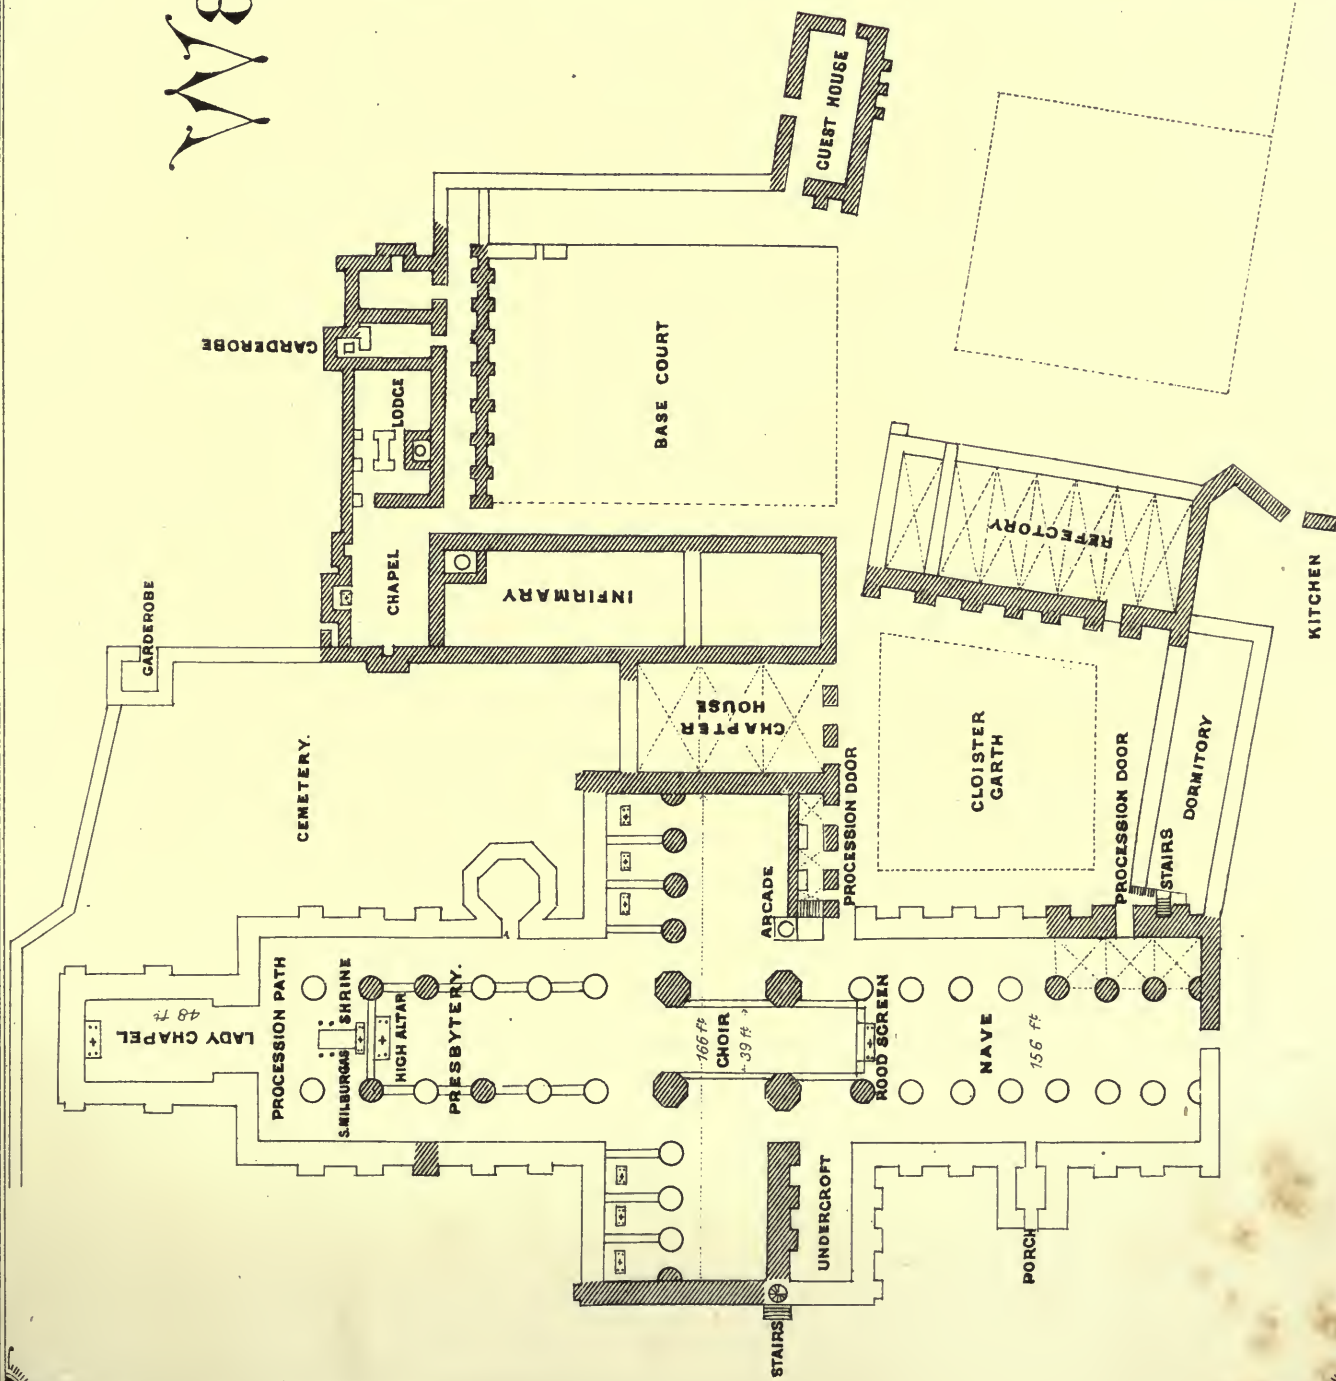 W
GUEST HOUSE
GARDEROBE
LODGE
BASE COURT
REFECTORY
CHAPEL
INFIRMARY
GARDEROBE
KITCHEN
CHAPTER
HOUSE
CEMETERY.
CLOISTER
GARTH
PROCESSION DOOR
PROCESSION DOOR
DORMITORY
STAIRS
ARCADE
LADY CHAPEL
48 ft
PROCESSION PATH
S. MILBURGAS SHRINE
HIGH ALTAR
PRESBYTERY.
166 ft
CHOIR
39 ft
ROOD SCREEN
NAVE
156 ft
UNDERCROFT
PORCH
STAIRS